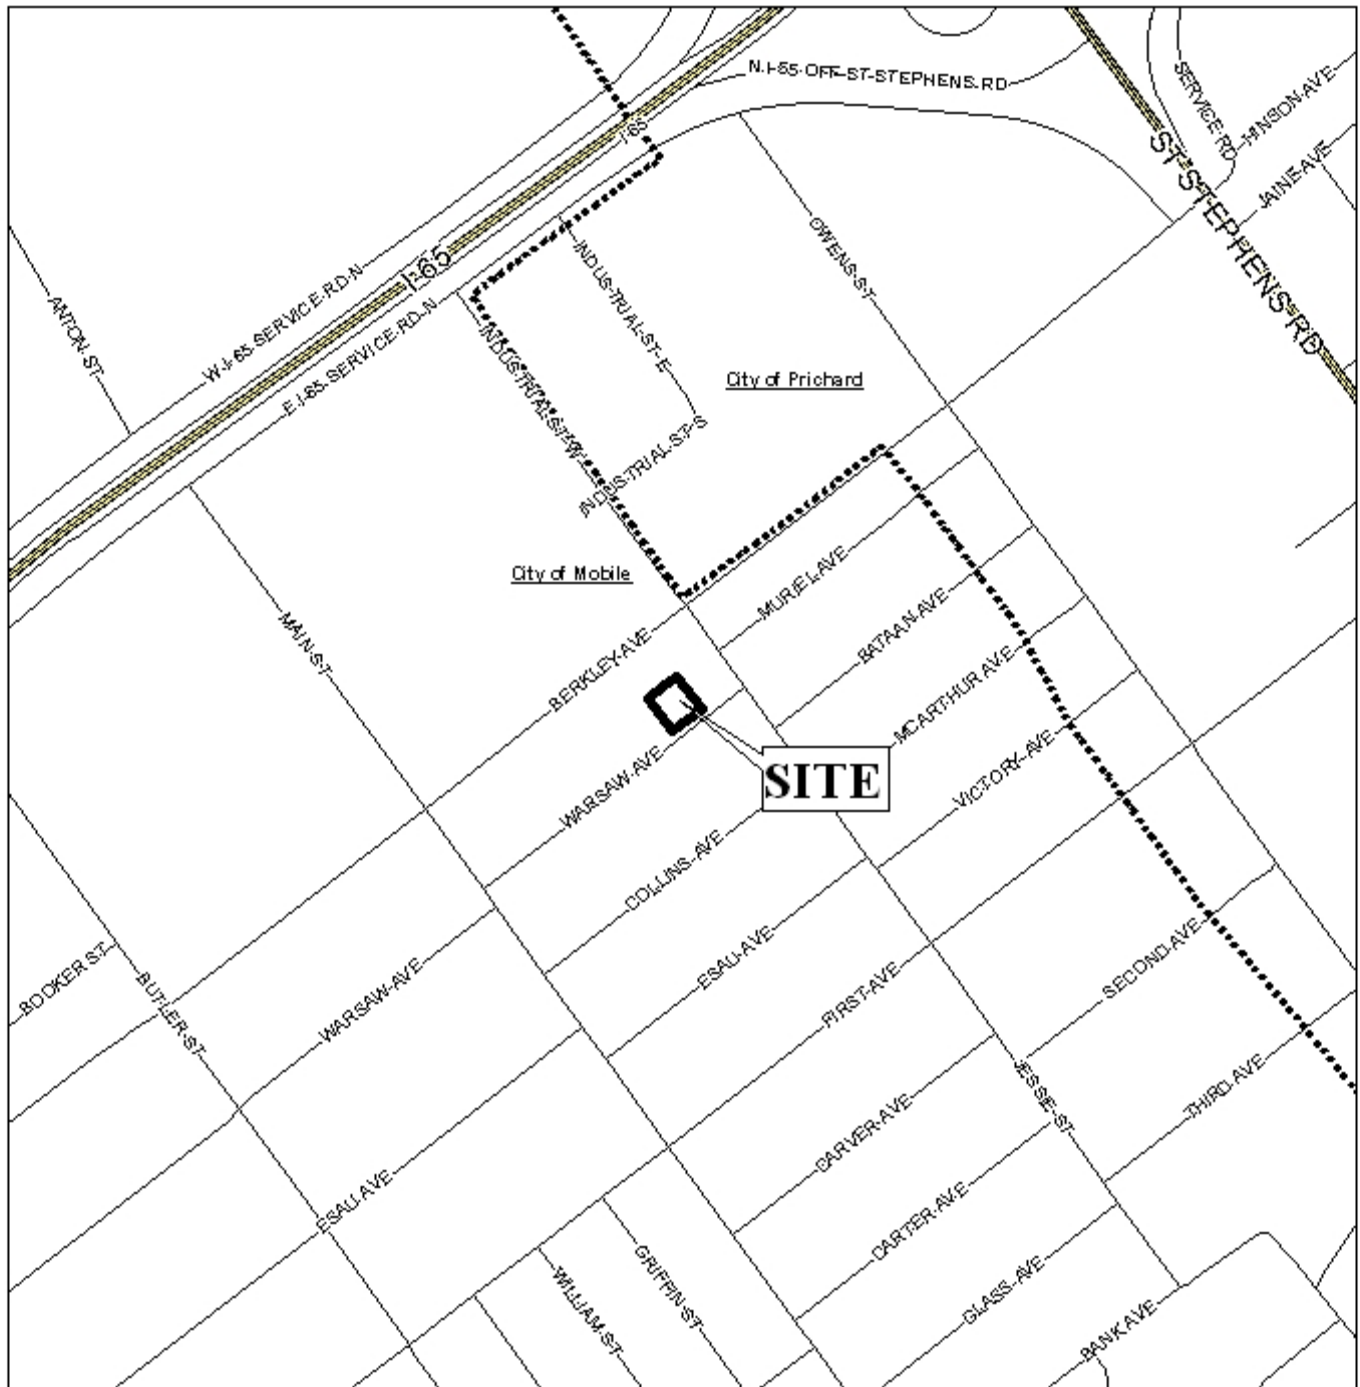 N I-65 OFF ST STEPHENS RD
SERVICE RD
HINSON AVE
I-65
ST STEPHENS RD
JAINE AVE
OWENS ST
INDUSTRIAL ST E
I-65
W I-65 SERVICE RD N
E I-65 SERVICE RD N
ANTON ST
INDUSTRIAL ST W
City of Prichard
INDUSTRIAL ST S
City of Mobile
MURIEL AVE
BATAAN AVE
MAIN ST
BERKLEY AVE
MCARTHUR AVE
VICTORY AVE
WARSAW AVE
SITE
COLLINS AVE
ESAU AVE
FIRST AVE
SECOND AVE
BOOKER ST
BUTLER ST
WARSAW AVE
JESSE ST
THIRD AVE
CARVER AVE
ESAU AVE
CARTER AVE
GRIFFIN ST
WILLIAM ST
GLASS AVE
BANK AVE